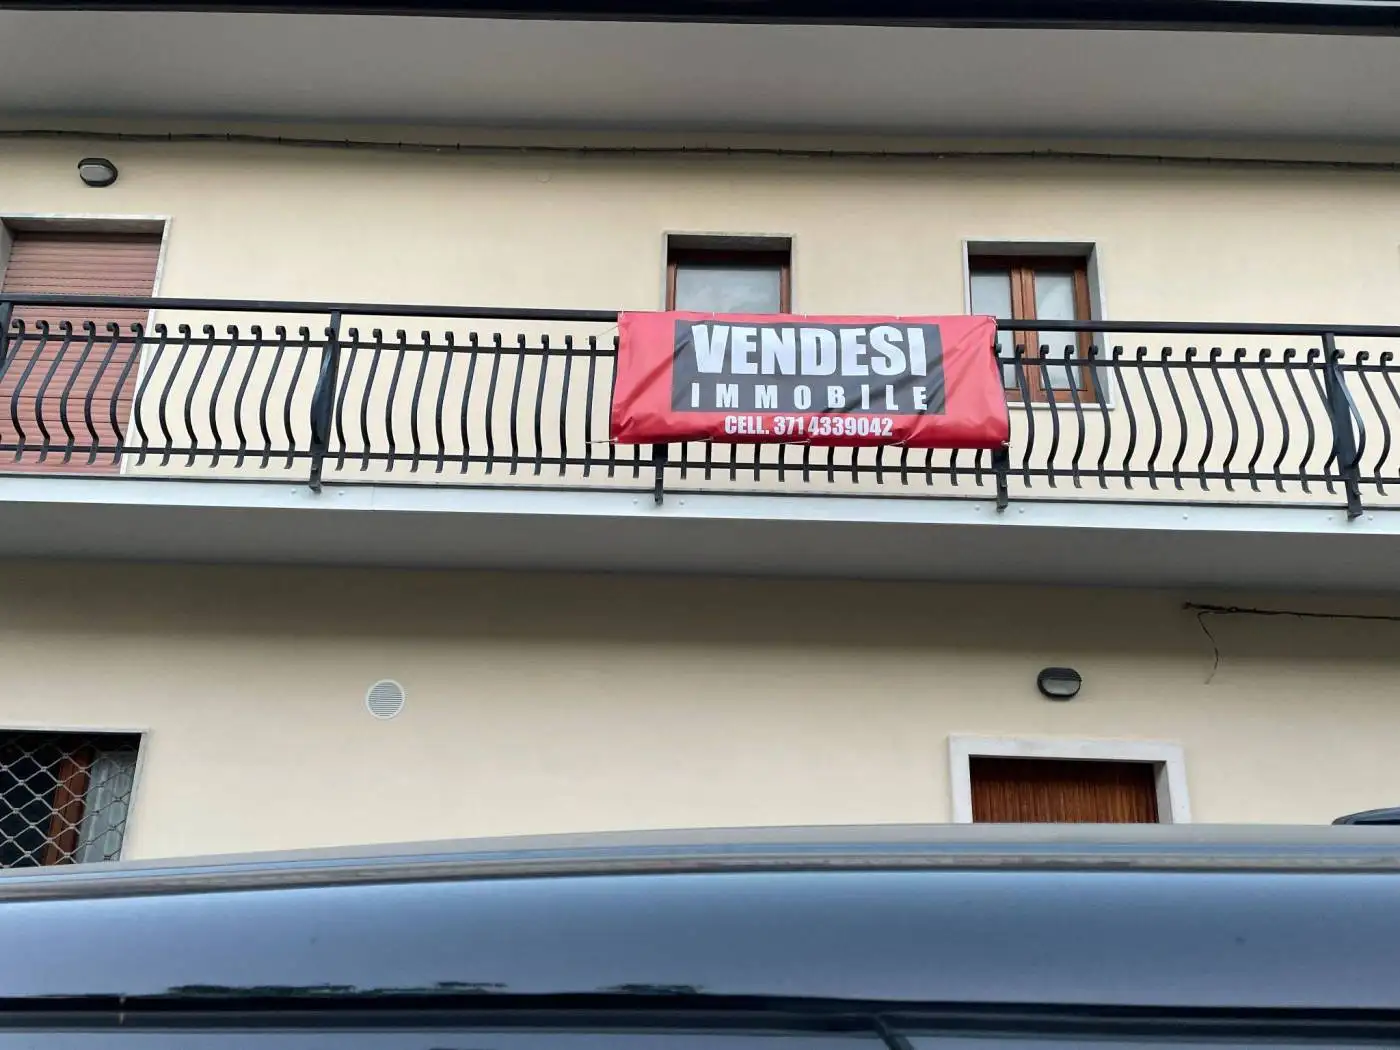 VENDESI
IMMOBILE
CELL. 371 4339042